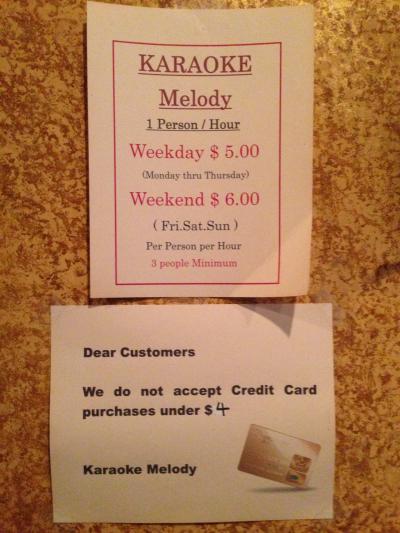 KARAOKE
Melody
1 Person / Hour
Weekday $ 5.00
(Monday thru Thursday)
Weekend $ 6.00
( Fri.Sat.Sun )
Per Person per Hour
3 people Minimum
Dear Customers
We do not accept Credit Card
purchases under $ 4
Karaoke Melody